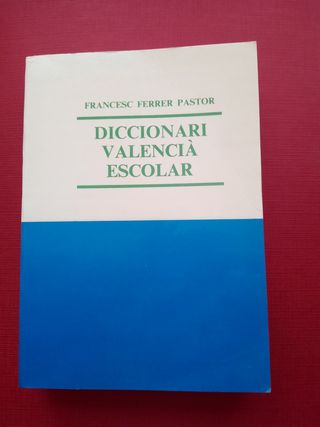 FRANCESC FERRER PASTOR
DICCIONARI
VALENCIÀ
ESCOLAR